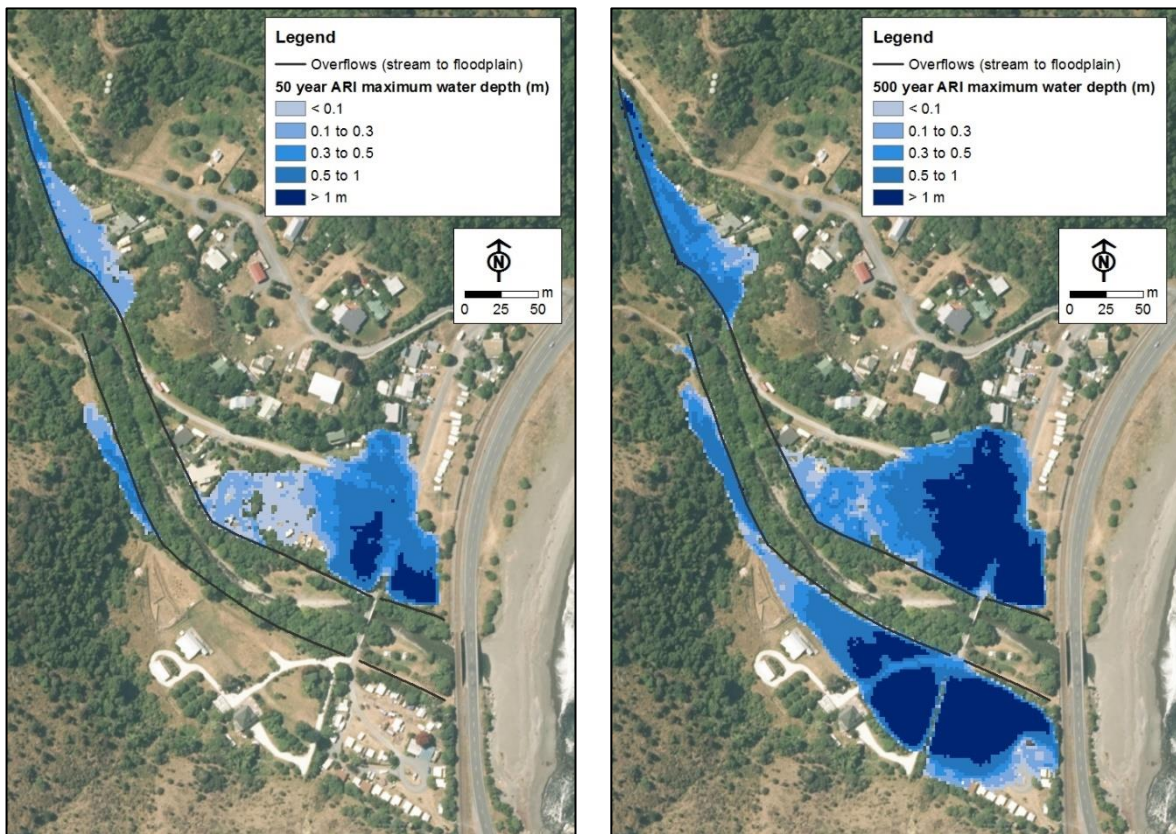 Legend
Overflows (stream to floodplain)
50 year ARI maximum water depth (m)
< 0.1
0.1 to 0.3
0.3 to 0.5
0.5 to 1
> 1 m
N
m
0 25 50
Legend
Overflows (stream to floodplain)
500 year ARI maximum water depth (m)
< 0.1
0.1 to 0.3
0.3 to 0.5
0.5 to 1
> 1 m
N
m
0 25 50